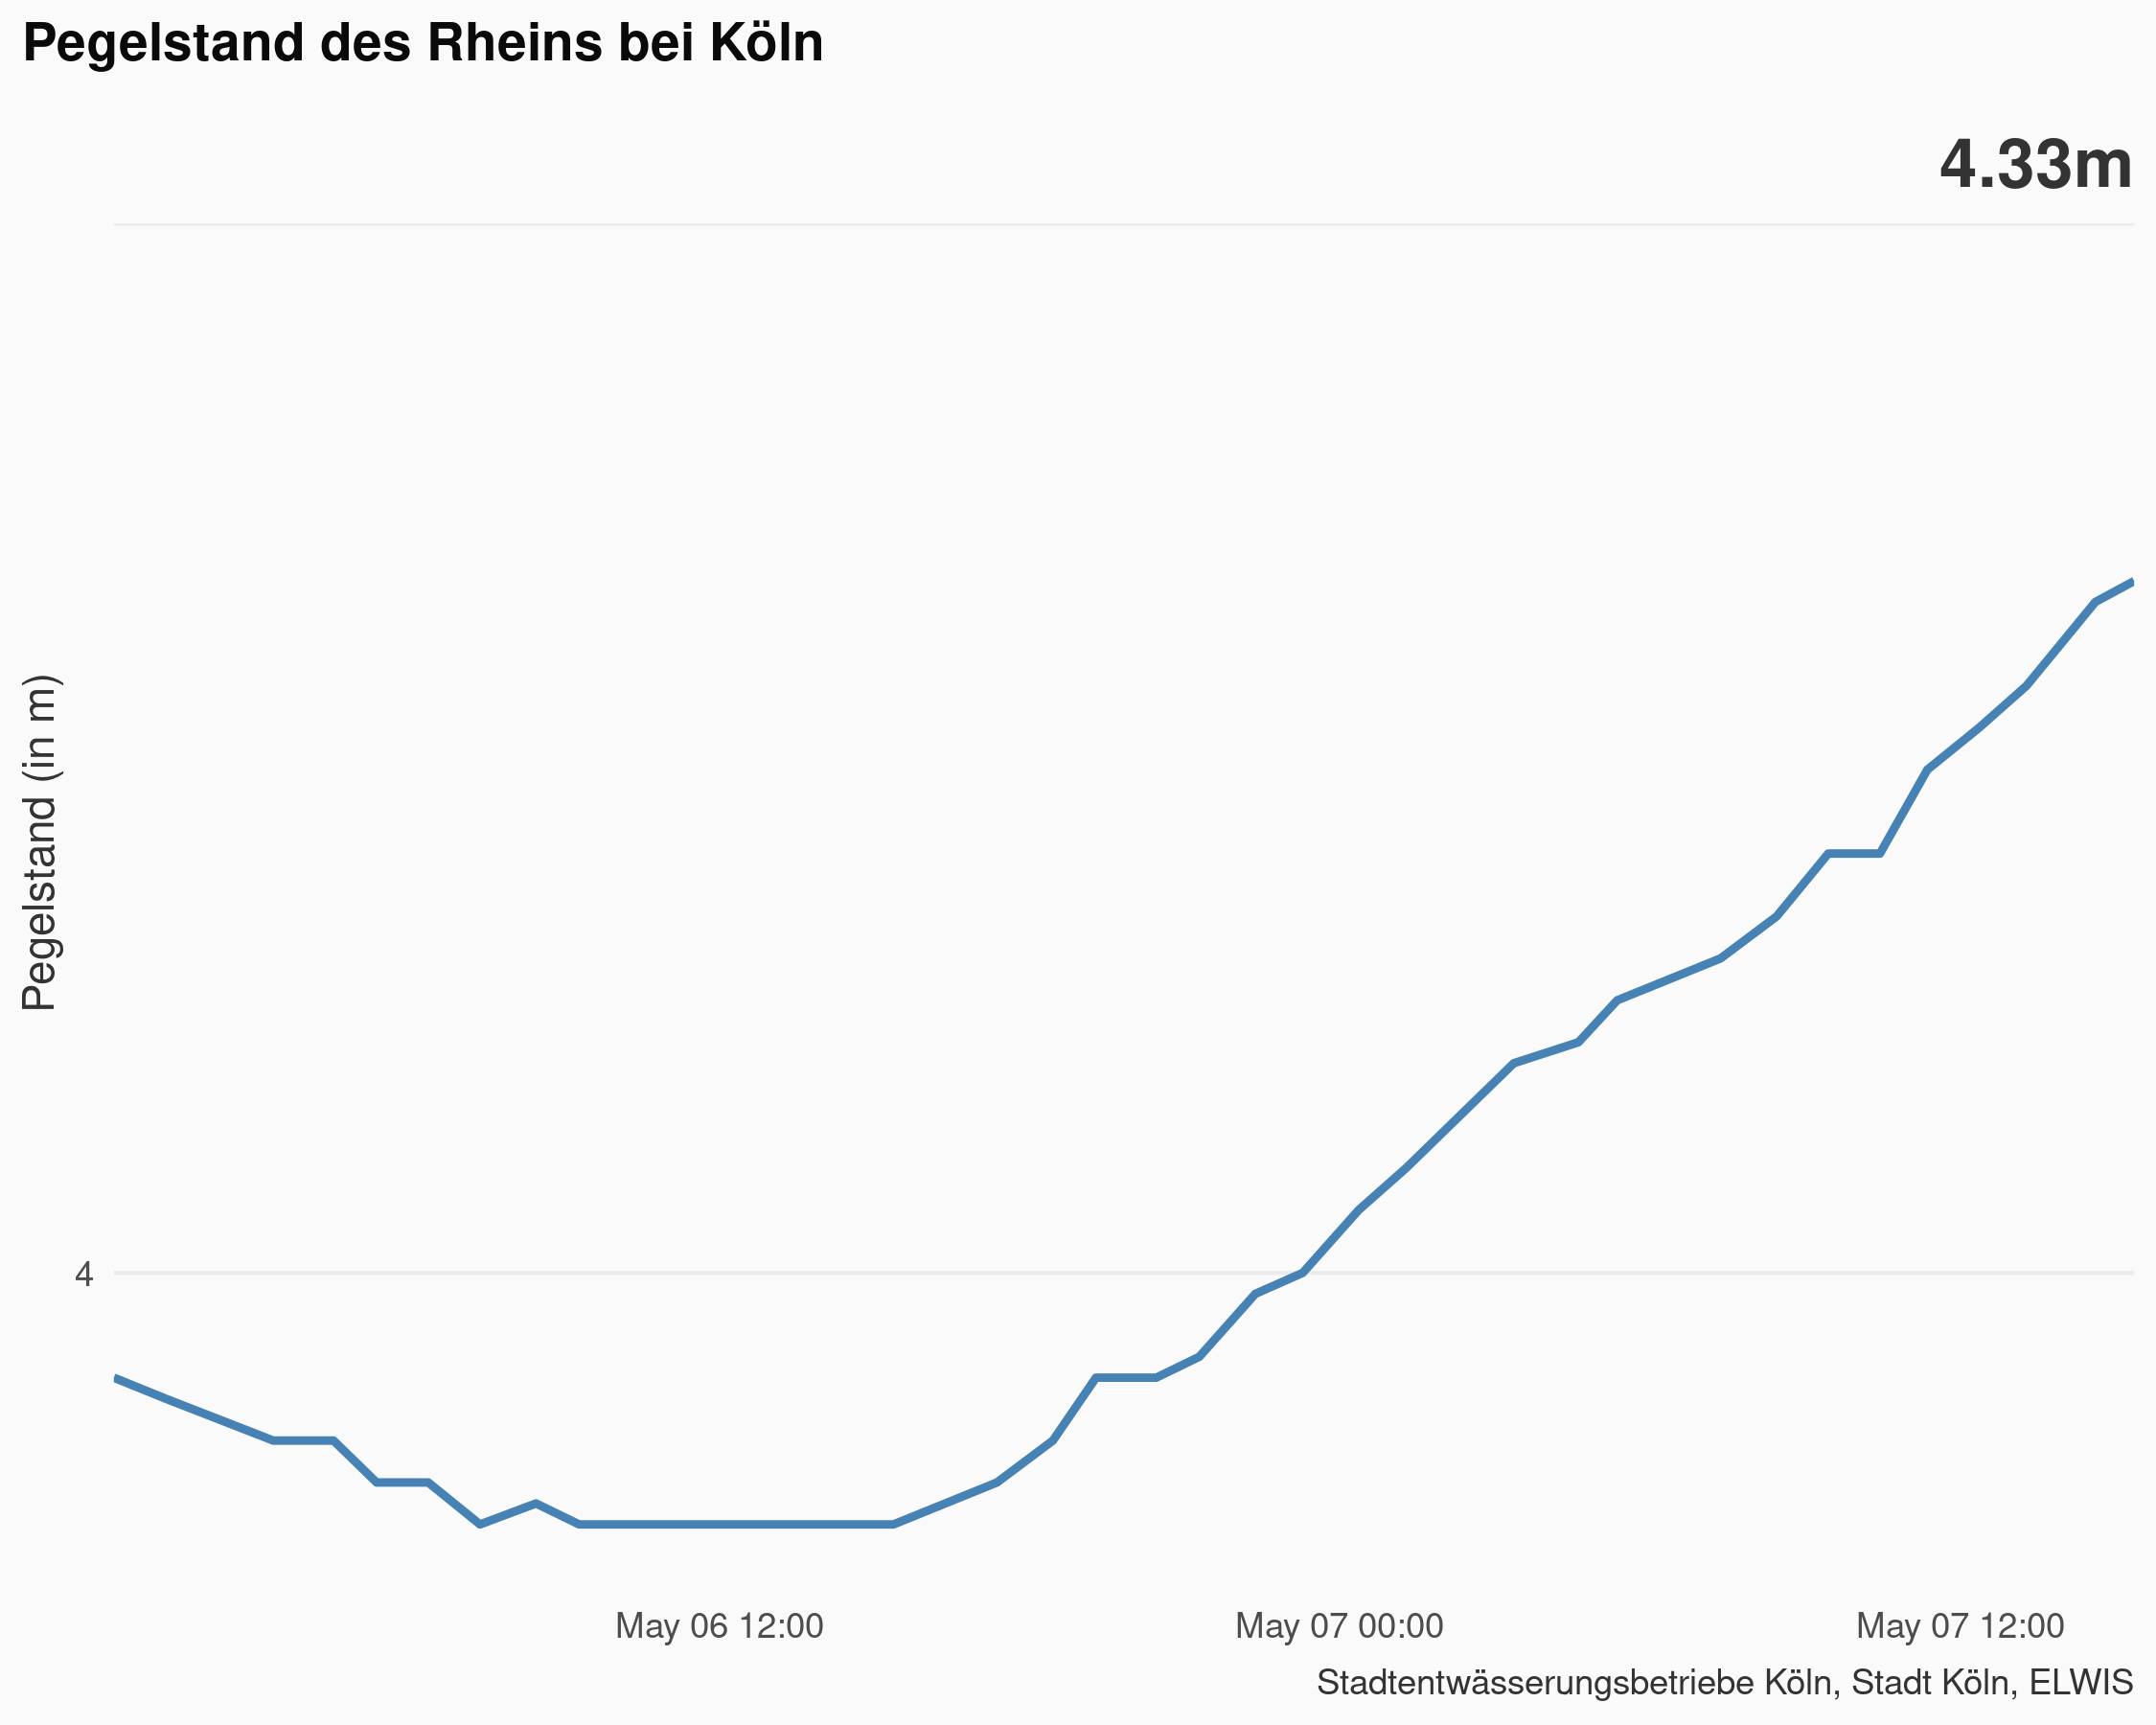 Pegelstand des Rheins bei Köln
4.33m
Pegelstand (in m)
4
May 06 12:00
May 07 00:00
May 07 12:00
Stadtentwässerungsbetriebe Köln, Stadt Köln, ELWIS